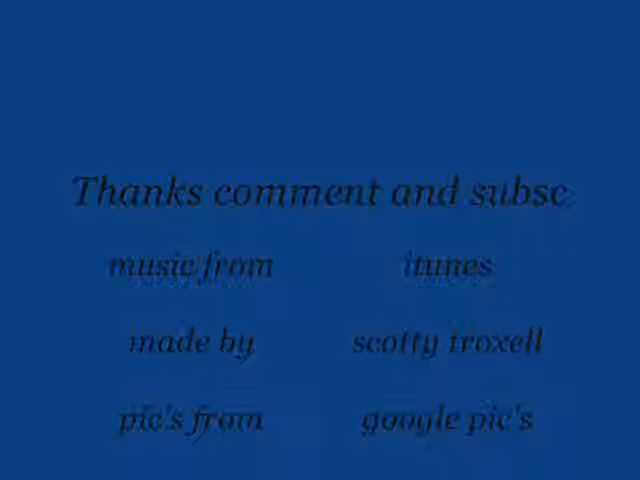 Thanks comment and subsc
music from itunes
made by scotty troxell
pic's from google pic's